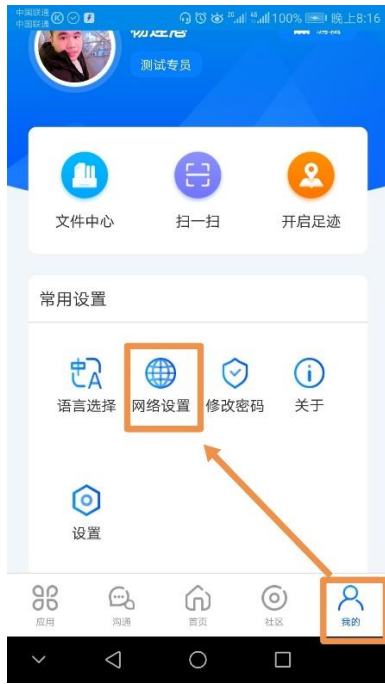 中国联通
中国联通
2G 4G 100% 晚上8:16
测试专员
文件中心 扫一扫 开启足迹
常用设置
语言选择 网络设置 修改密码 关于
设置
应用 沟通 首页 社区 我的